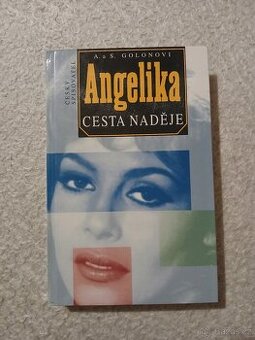 A. a S. GOLONOVI
ČESKÝ
SPISOVATEL
Angelika
CESTA NADĚJE